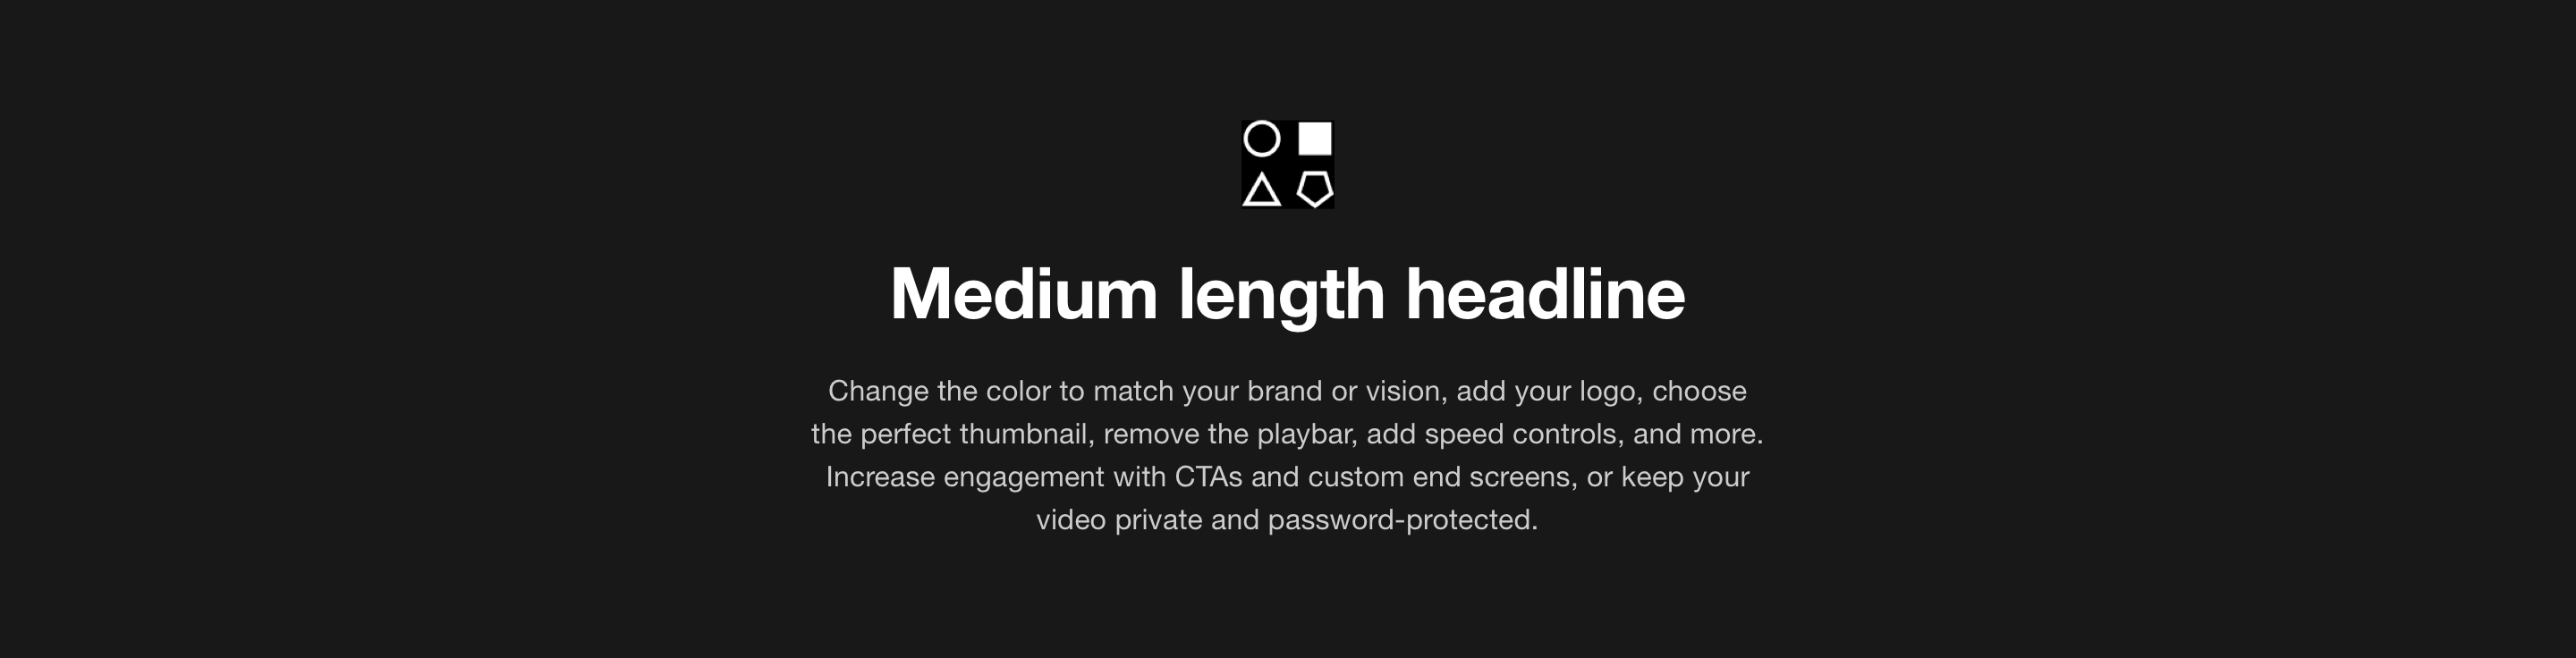 Medium length headline
Change the color to match your brand or vision, add your logo, choose
the perfect thumbnail, remove the playbar, add speed controls, and more.
Increase engagement with CTAs and custom end screens, or keep your
video private and password-protected.